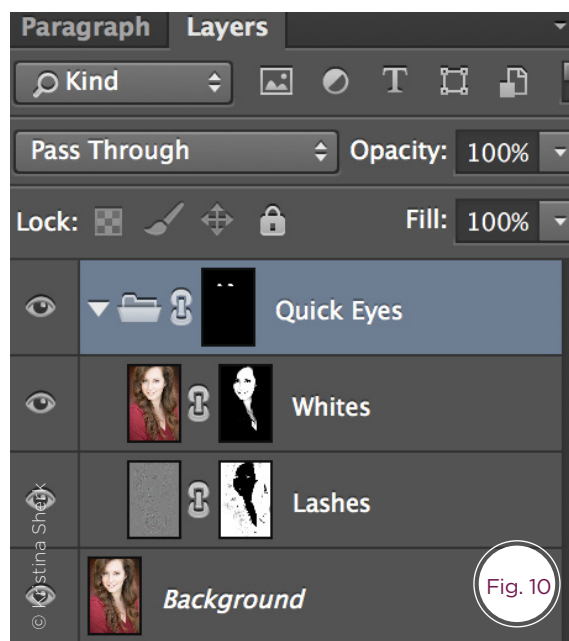 Paragraph Layers
Kind T
Pass Through Opacity: 100%
Lock: Fill: 100%
Quick Eyes
Whites
Lashes
Background
Fig. 10
© Kristina Sherk